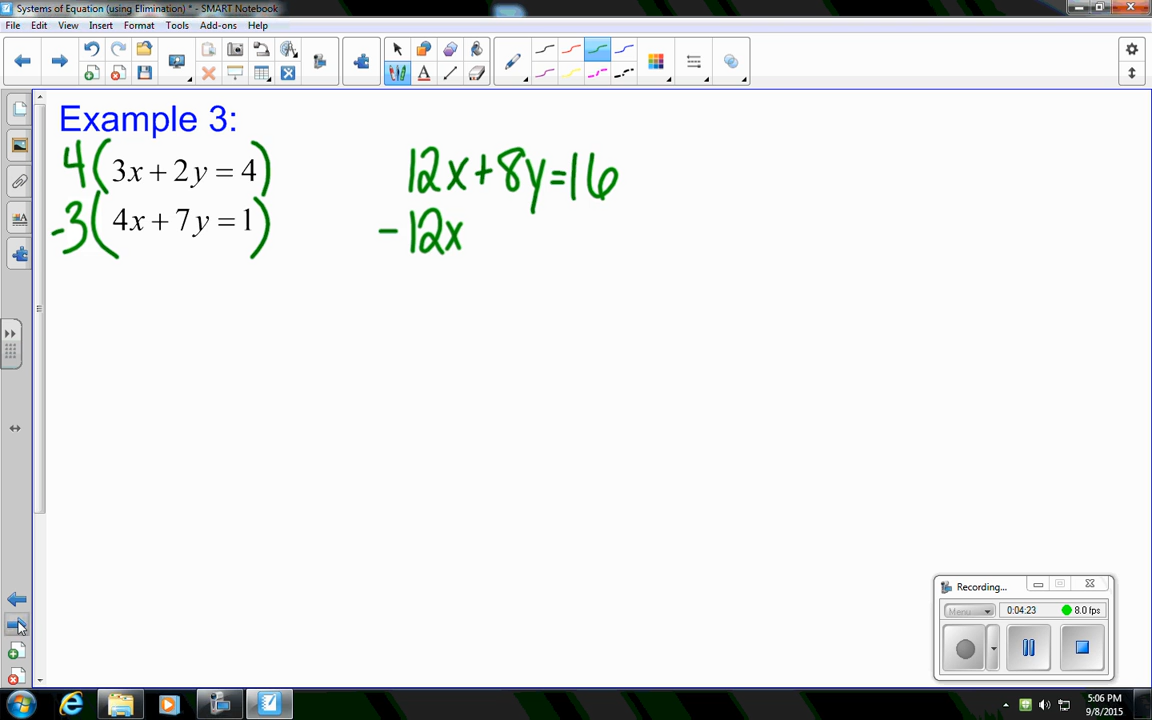 Systems of Equation (using Elimination) * - SMART Notebook
File Edit View Insert Format Tools Add-ons Help
Example 3:
4(3x + 2y = 4) 12x+8y=16
-3(4x + 7y = 1) -12x
Recording...
Menu 0:04:23 8.0 fps
5:06 PM
9/8/2015